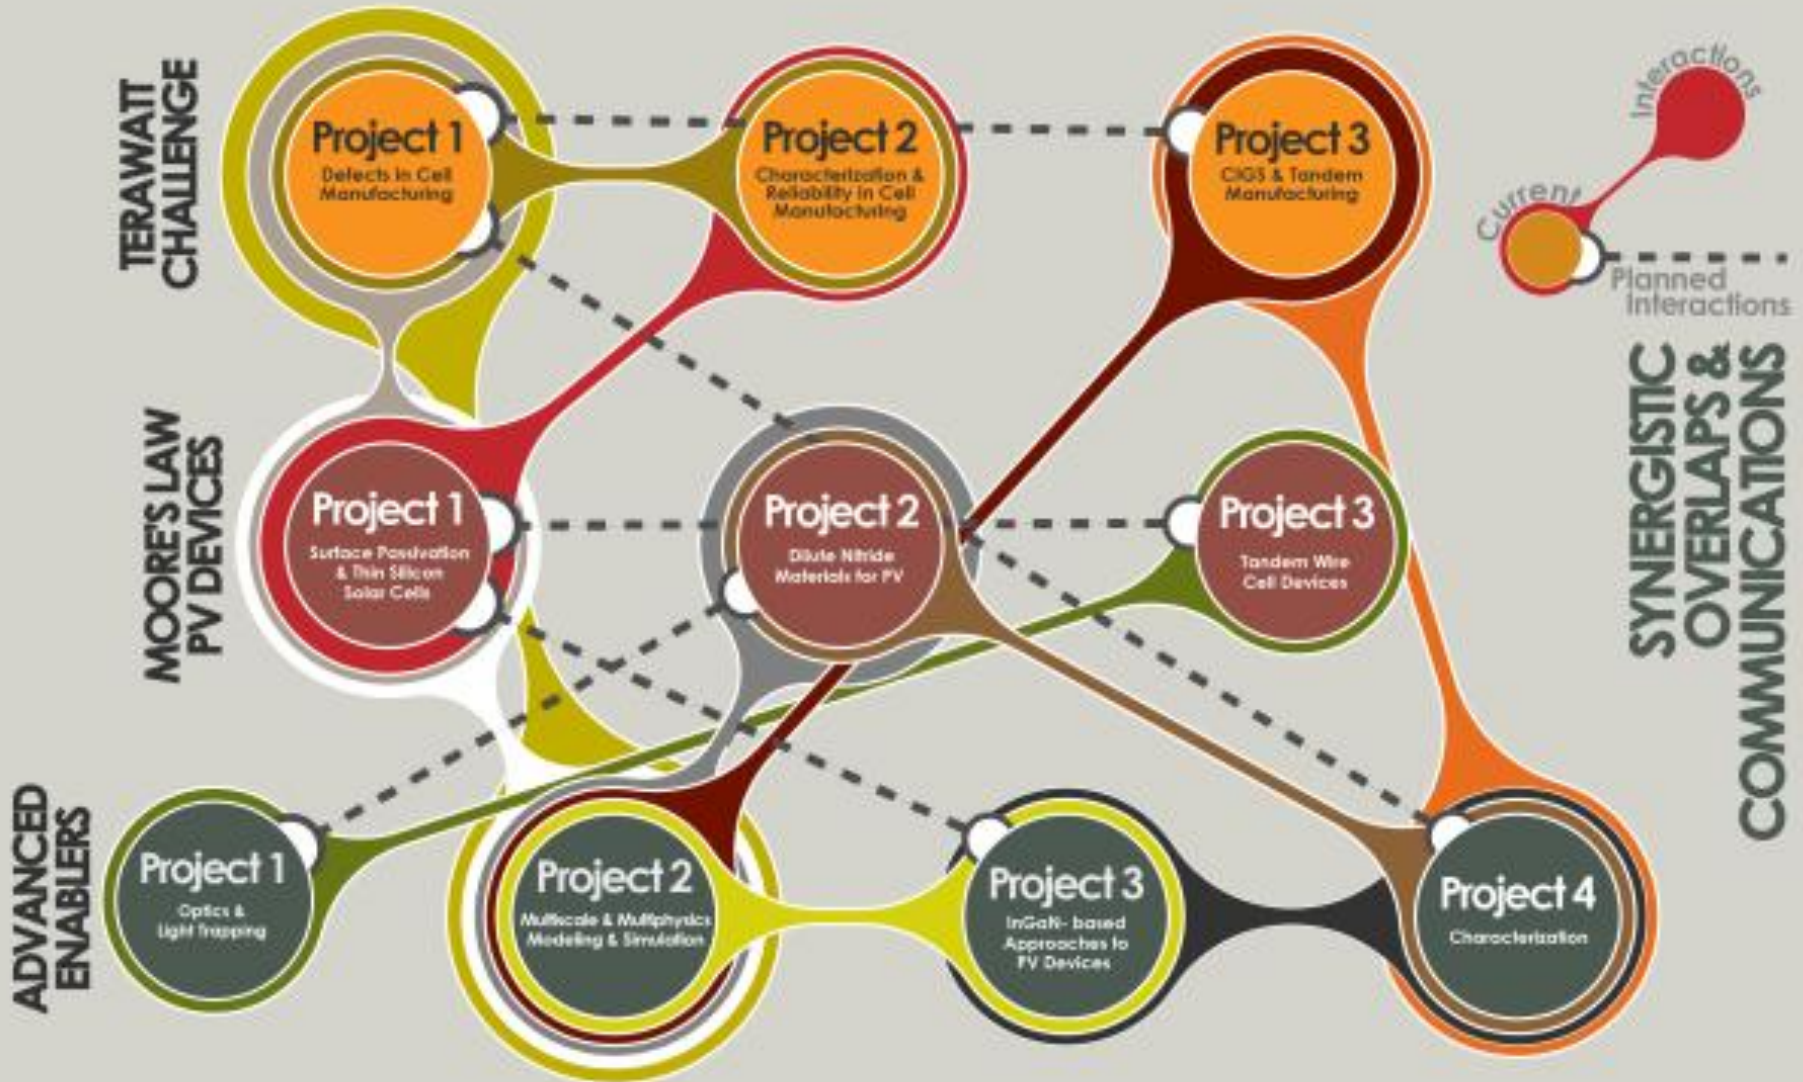 TERAWATT
CHALLENGE
Project 1
Defects in Cell
Manufacturing
Project 2
Characterization &
Reliability in Cell
Manufacturing
Project 3
CIGS & Tandem
Manufacturing
Interactions
Current
Planned
Interactions
SYNERGISTIC
OVERLAPS &
COMMUNICATIONS
MOORE'S LAW
PV DEVICES
Project 1
Surface Passivation
& Thin Silicon
Solar Cells
Project 2
Dilute Nitride
Materials for PV
Project 3
Tandem Wire
Cell Devices
ADVANCED
ENABLERS
Project 1
Optics &
Light Trapping
Project 2
Multiscale & Multiphysics
Modeling & Simulation
Project 3
InGaN- based
Approaches to
PV Devices
Project 4
Characterization